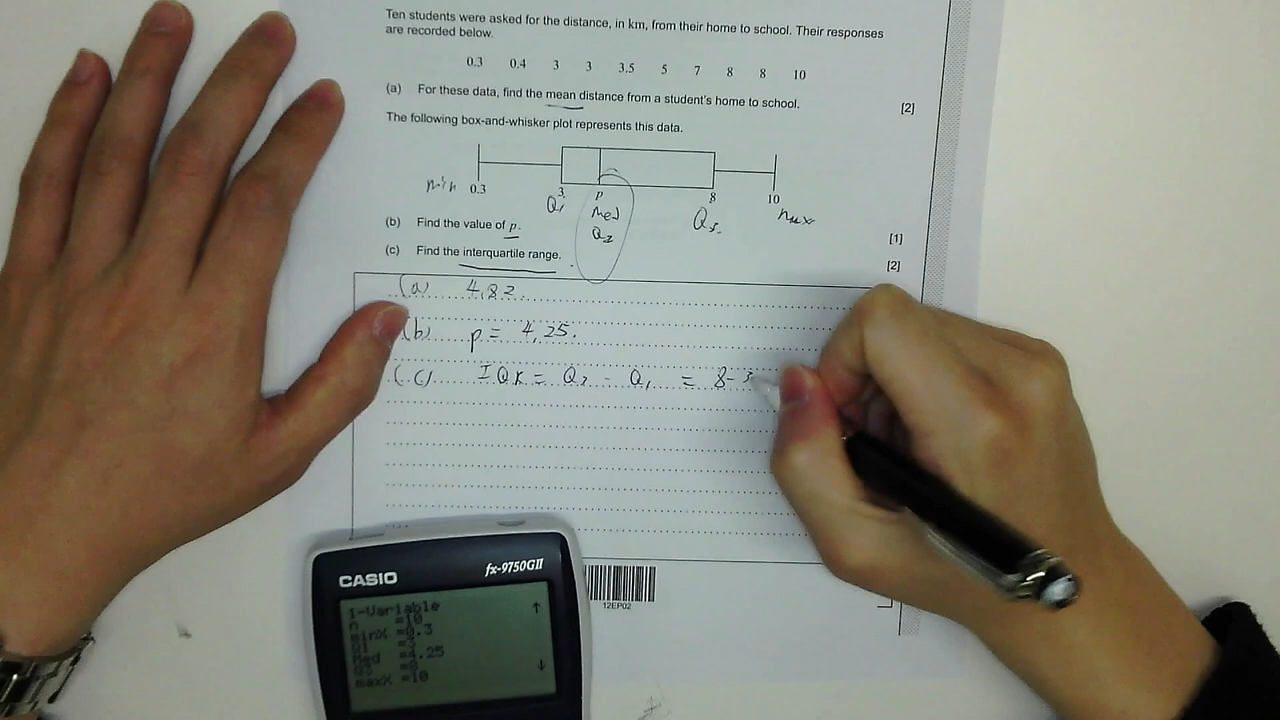 Ten students were asked for the distance, in km, from their home to school. Their responses
are recorded below.
0.3 0.4 3 3 3.5 5 7 8 8 10
(a) For these data, find the mean distance from a student's home to school. [2]
The following box-and-whisker plot represents this data.
min 0.3 3 p 8 10 max
Q₁ Med Q₃
Q₂
(b) Find the value of p. [1]
(c) Find the interquartile range. [2]
(a) 4,82
(b) p = 4,25.
(c) IQR = Q₃ - Q₁ = 8-3
CASIO fx-9750GII
1-Variable
n =10
minX =0.3
=3
Med =4.25
=8
maxX =10
12EP02